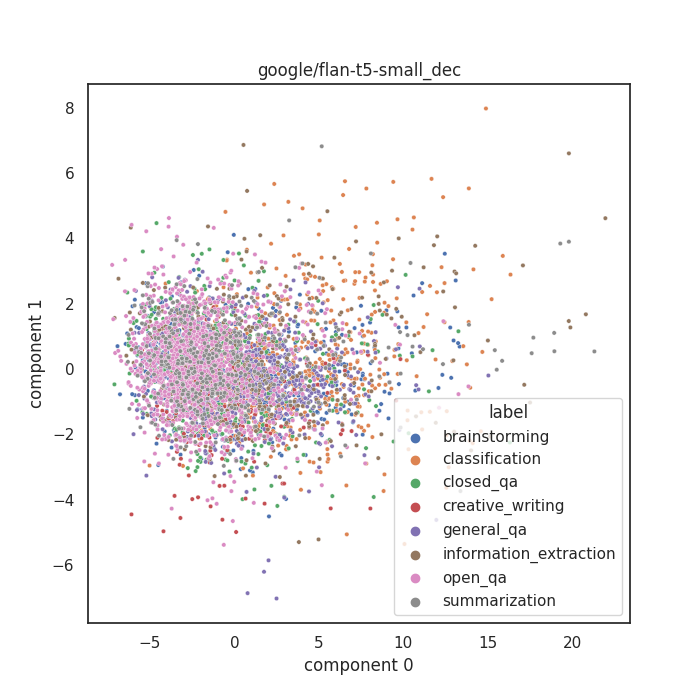 google/flan-t5-small_dec
8
6
4
2
0
−2
−4
−6
component 1
−5
0
5
10
15
20
component 0
label
brainstorming
classification
closed_qa
creative_writing
general_qa
information_extraction
open_qa
summarization